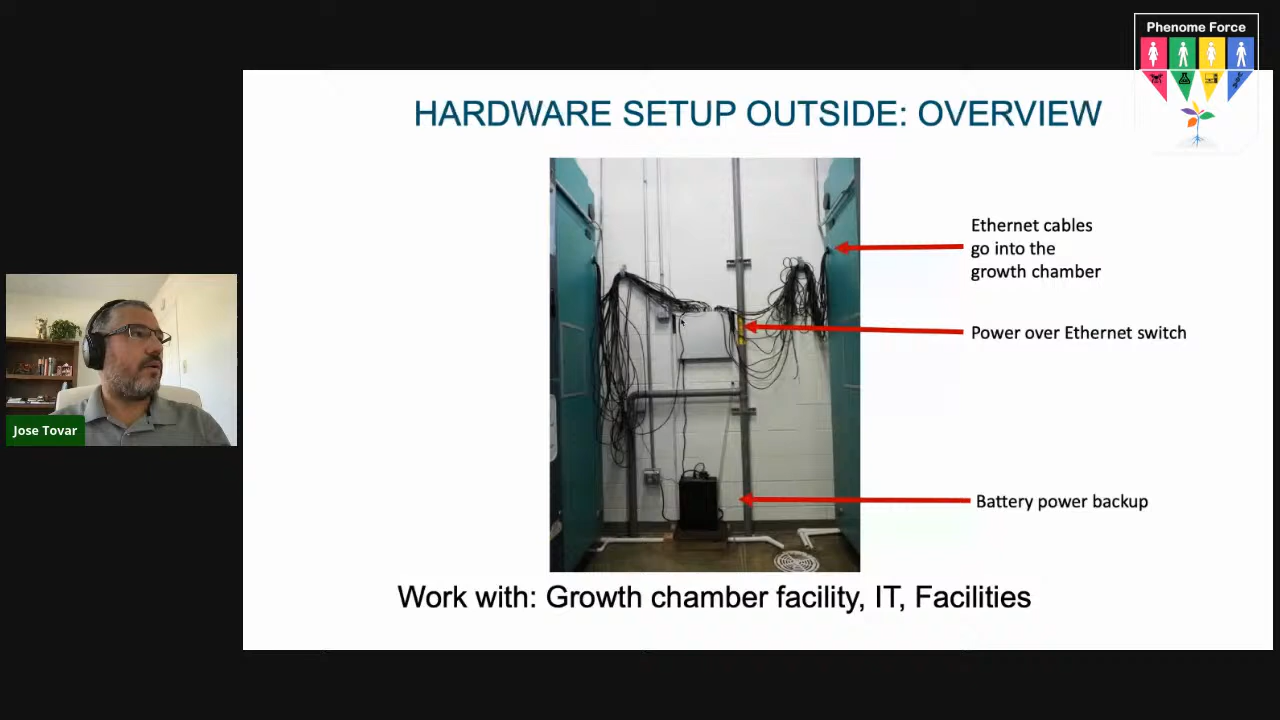 Phenome Force
HARDWARE SETUP OUTSIDE: OVERVIEW
Ethernet cables
go into the
growth chamber
Power over Ethernet switch
Jose Tovar
Battery power backup
Work with: Growth chamber facility, IT, Facilities